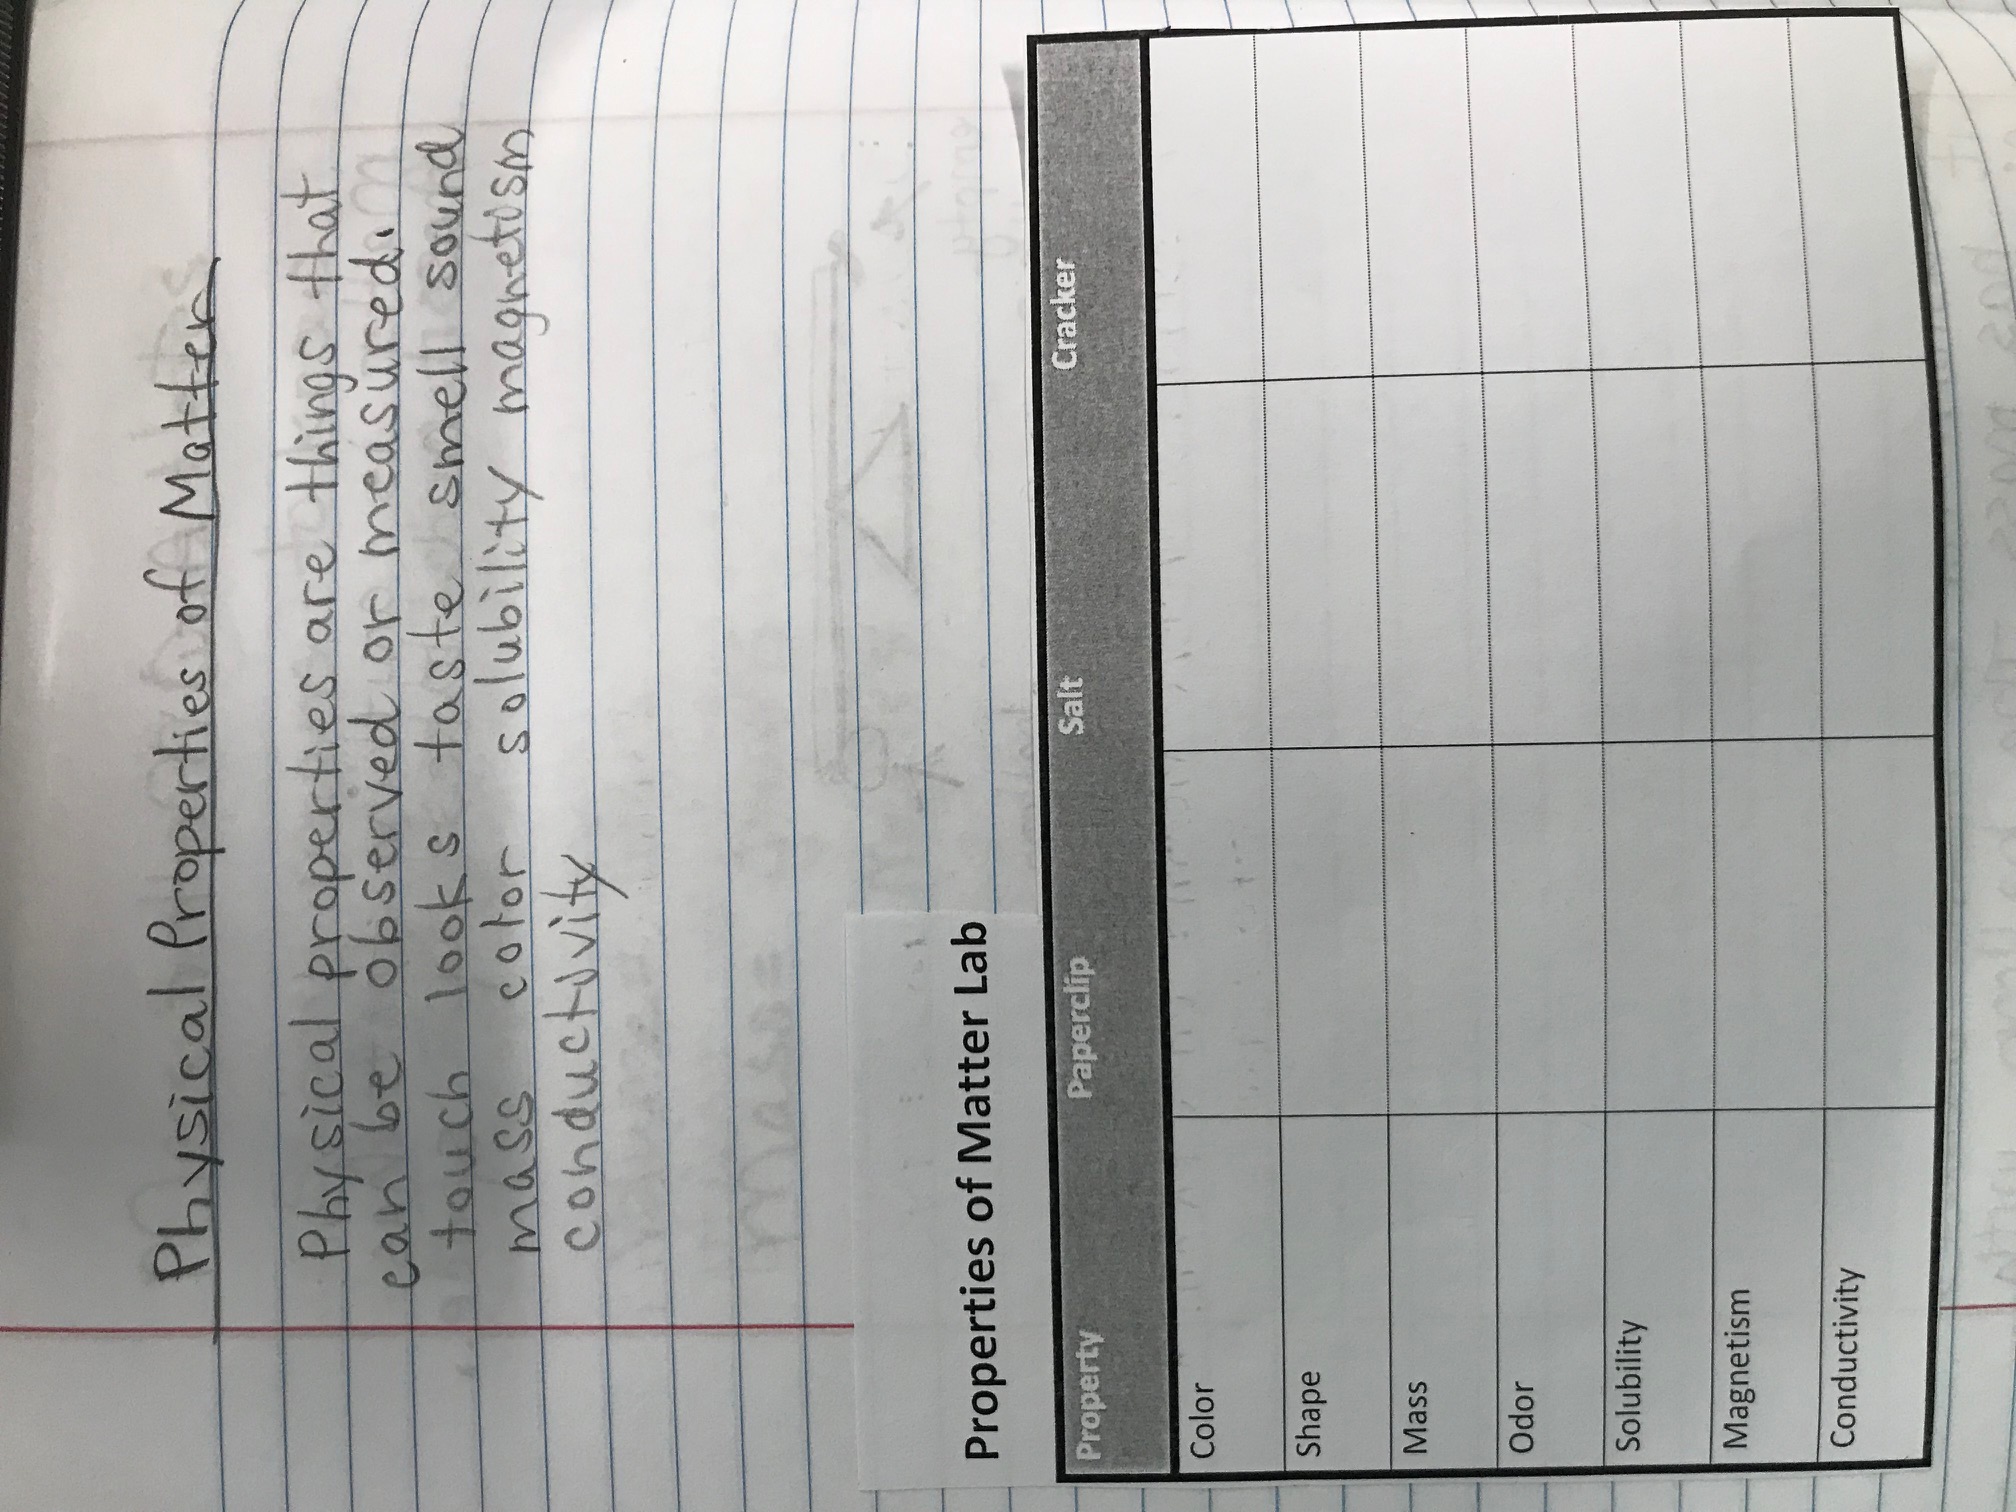 Physical Properties of Matter
Physical properties are things that
can be observed or measured.
touch looks taste smell sound
mass color solubility magnetism
conductivity
Properties of Matter Lab
Property Paperclip Salt Cracker
Color
Shape
Mass
Odor
Solubility
Magnetism
Conductivity